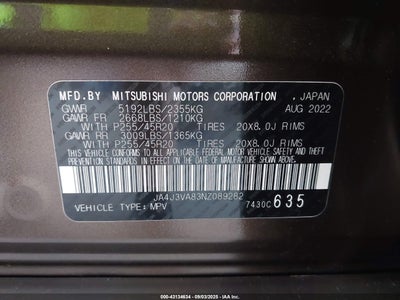 MFD.BY MITSUBISHI MOTORS CORPORATION , JAPAN
GVWR 5192LBS/2355KG AUG 2022
GAWR FR 2668LBS/1210KG
WITH P255/45R20 TIRES 20X8.0J RIMS
GAWR RR 3009LBS/1365KG
WITH P255/45R20 TIRES 20X8.0J RIMS
THIS VEHICLE CONFORMS TO ALL APPLICABLE
FEDERAL MOTOR VEHICLE SAFETY AND THEFT
PREVENTION STANDARDS IN EFFECT ON THE
DATE OF MANUFACTURE SHOWN ABOVE.
JA4J3VA83NZ089282
VEHICLE TYPE: MPV 7430C 635
000-43134634 - 09/03/2025 - IAAI.COM